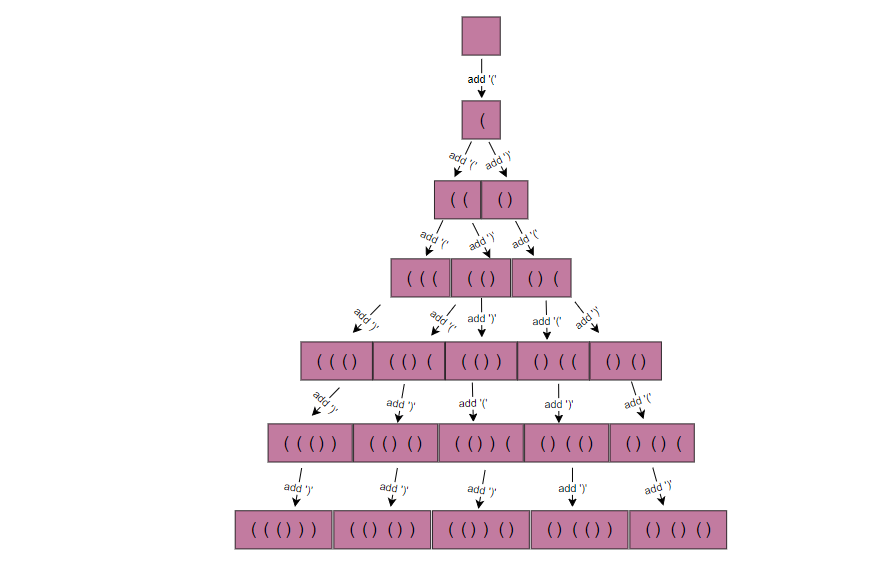 add '('
(
add '(' add ')'
( ( ( )
add '(' add ')' add '('
( ( ( ( ( ) ( ) (
add ')' add '(' add ')' add '(' add ')'
( ( ( ) ( ( ) ( ( ( ) ) ( ) ( ( ( ) ( )
add ')' add ')' add '(' add ')' add '('
( ( ( ) ) ( ( ) ( ) ( ( ) ) ( ( ) ( ( ) ( ) ( ) (
add ')' add ')' add ')' add ')' add ')'
( ( ( ) ) ) ( ( ) ( ) ) ( ( ) ) ( ) ( ) ( ( ) ) ( ) ( ) ( )